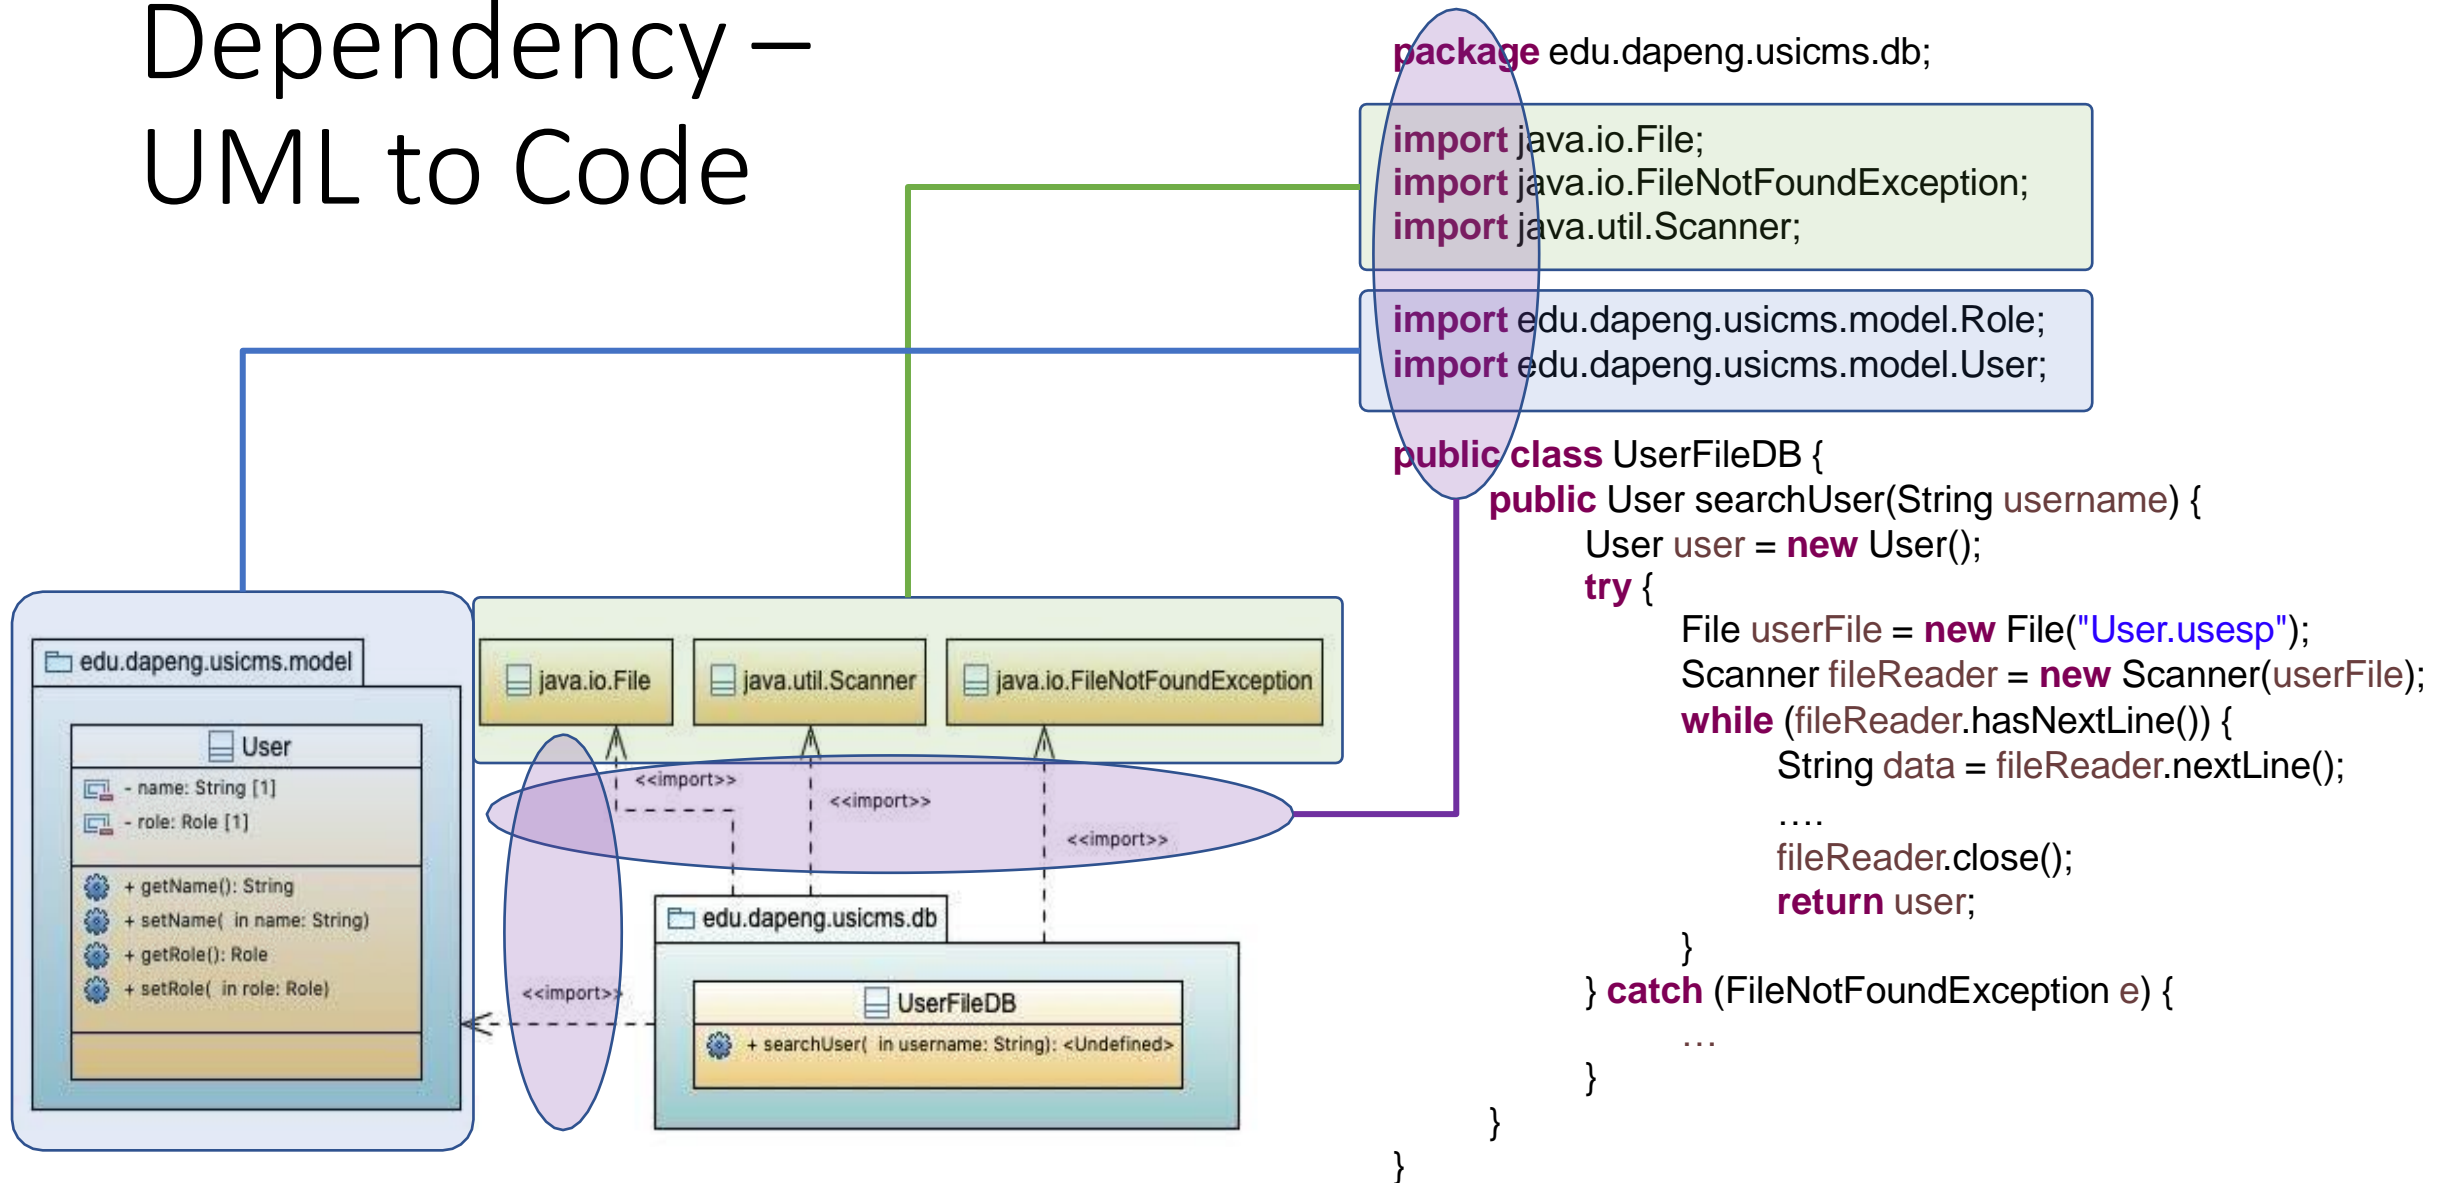 Dependency –
UML to Code
package edu.dapeng.usicms.db;
import java.io.File;
import java.io.FileNotFoundException;
import java.util.Scanner;
import edu.dapeng.usicms.model.Role;
import edu.dapeng.usicms.model.User;
public class UserFileDB {
public User searchUser(String username) {
User user = new User();
try {
File userFile = new File("User.usesp");
Scanner fileReader = new Scanner(userFile);
while (fileReader.hasNextLine()) {
String data = fileReader.nextLine();
….
fileReader.close();
return user;
}
} catch (FileNotFoundException e) {
…
}
}
}
edu.dapeng.usicms.model
User
- name: String [1]
- role: Role [1]
+ getName(): String
+ setName( in name: String)
+ getRole(): Role
+ setRole( in role: Role)
java.io.File
java.util.Scanner
java.io.FileNotFoundException
<<import>>
<<import>>
<<import>>
<<import>>
edu.dapeng.usicms.db
UserFileDB
+ searchUser( in username: String): <Undefined>